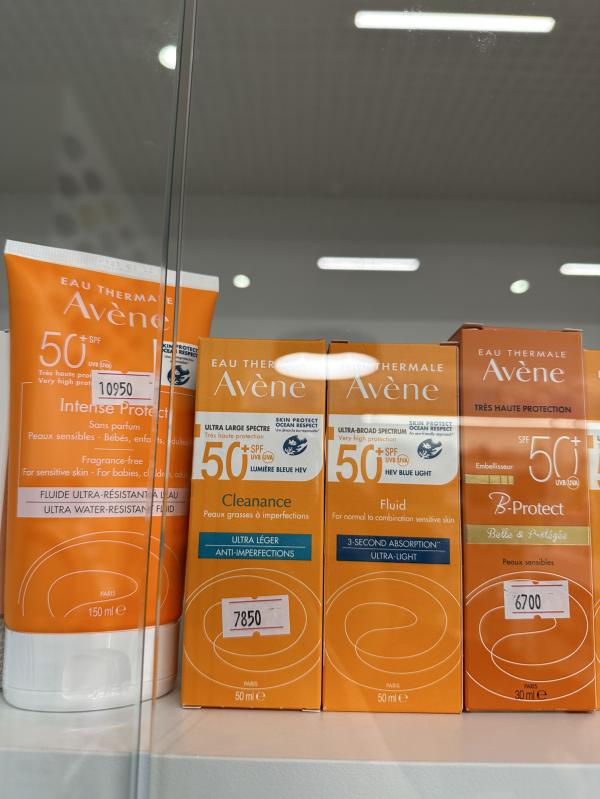 EAU THERMALE
Avène
50+ SPF
UVB UVA
Très haute
Very high
10950
SKIN PROTECT
OCEAN RESPECT
Intense Protect
Sans parfum
Peaux sensibles - Bébés, enfants, adultes
Fragrance-free
For sensitive skin - For babies, children,
FLUIDE ULTRA-RÉSISTANT À L'EAU
ULTRA WATER-RESISTANT FLUID
PARIS
150 ml e
EAU THERMALE
Avène
ULTRA LARGE SPECTRE
Très haute protection
SKIN PROTECT
OCEAN RESPECT
50+ SPF
UVB UVA
LUMIÈRE BLEUE HEV
Cleanance
Peaux grasses à imperfections
ULTRA LÉGER
ANTI-IMPERFECTIONS
7850
PARIS
50 ml e
THERMALE
Avène
ULTRA-BROAD SPECTRUM
Very high protection
SKIN PROTECT
OCEAN RESPECT
50+ SPF
UVB UVA
HEV BLUE LIGHT
Fluid
For normal to combination sensitive skin
3-SECOND ABSORPTION
ULTRA-LIGHT
PARIS
50 ml e
EAU THERMALE
Avène
TRÈS HAUTE PROTECTION
SPF 50+
UVB UVA
Embellisseur
B-Protect
Belle & Protégée
Peaux sensibles
6700
PARIS
30 ml e